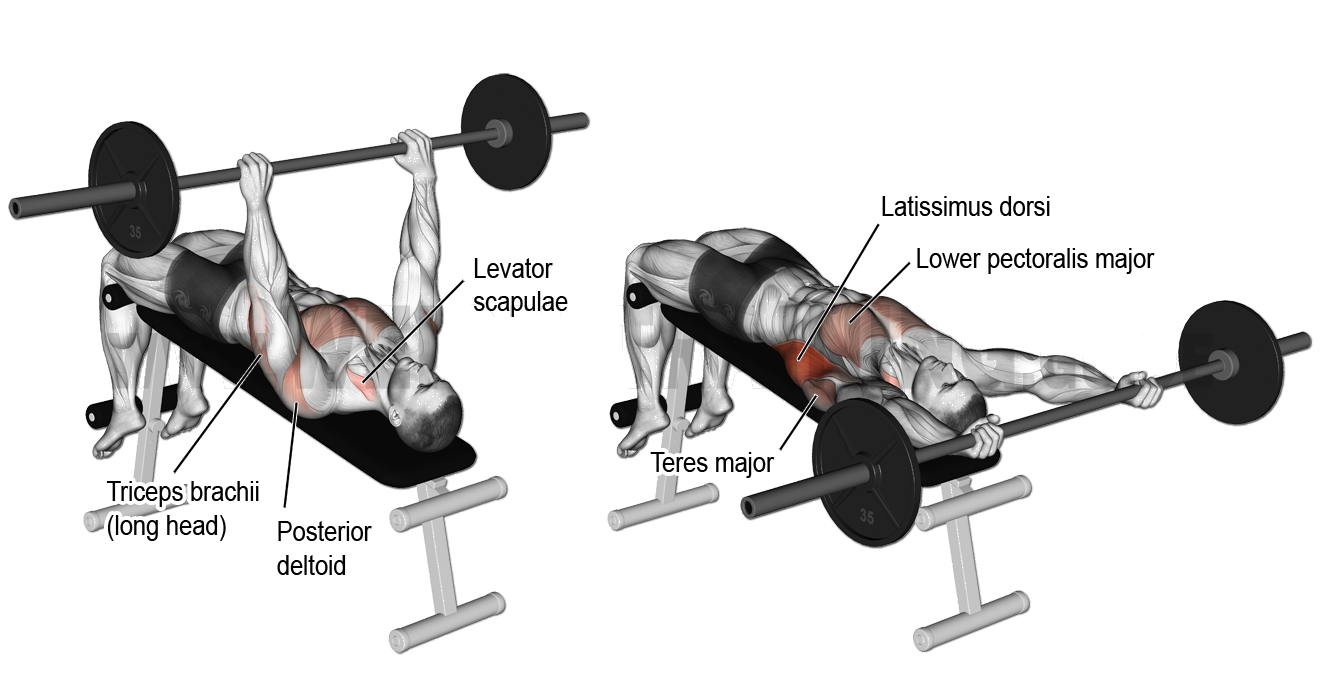 Levator
scapulae
Triceps brachii
(long head)
Posterior
deltoid
35
Latissimus dorsi
Lower pectoralis major
Teres major
35